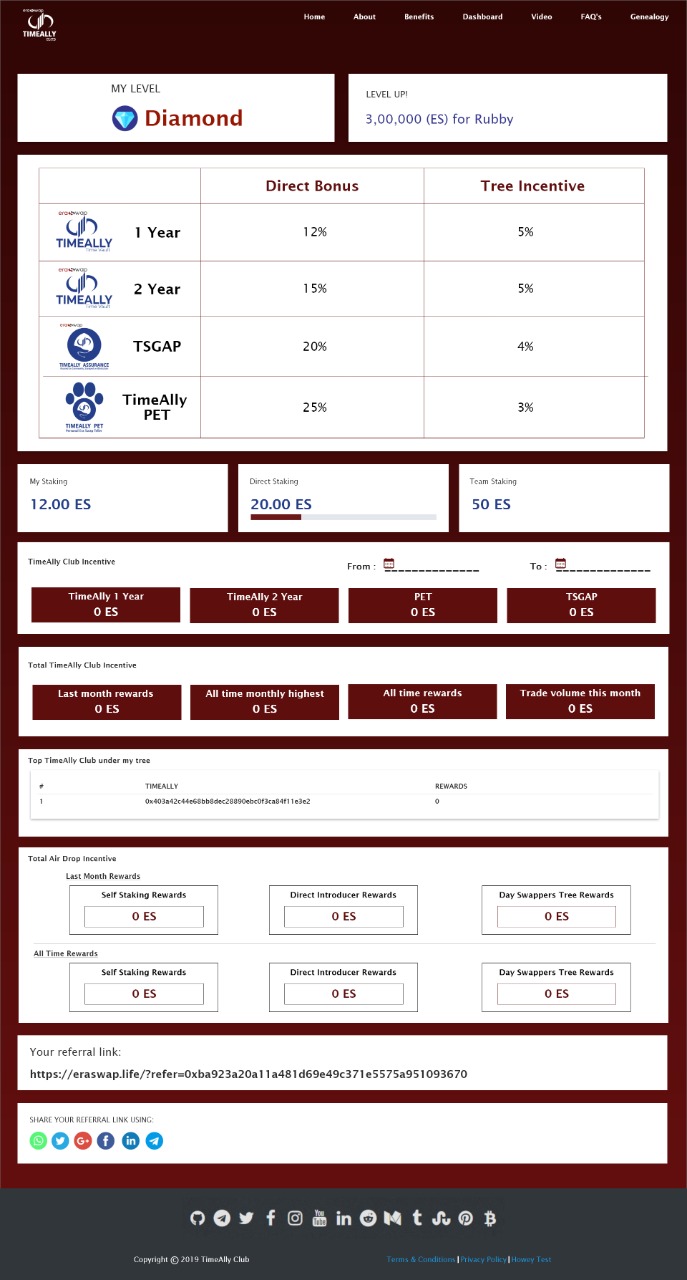 eraswap
TIMEALLY
Home About Benefits Dashboard Video FAQ's Genealogy
MY LEVEL
Diamond
LEVEL UP!
3,00,000 (ES) for Rubby
Direct Bonus Tree Incentive
eraswap
TIMEALLY
1 Year 12% 5%
eraswap
TIMEALLY
2 Year 15% 5%
eraswap
TIMEALLY ASSURANCE
TSGAP 20% 4%
TIMEALLY PET
TimeAlly
PET
25% 3%
My Staking
12.00 ES
Direct Staking
20.00 ES
Team Staking
50 ES
TimeAlly Club Incentive
From : ______________ To : ______________
TimeAlly 1 Year
0 ES
TimeAlly 2 Year
0 ES
PET
0 ES
TSGAP
0 ES
Total TimeAlly Club Incentive
Last month rewards
0 ES
All time monthly highest
0 ES
All time rewards
0 ES
Trade volume this month
0 ES
Top TimeAlly Club under my tree
# TIMEALLY REWARDS
1 0x403a42c44e68bb8dec28890ebc0f3ca84f11e3e2 0
Total Air Drop Incentive
Last Month Rewards
Self Staking Rewards
0 ES
Direct Introducer Rewards
0 ES
Day Swappers Tree Rewards
0 ES
All Time Rewards
Self Staking Rewards
0 ES
Direct Introducer Rewards
0 ES
Day Swappers Tree Rewards
0 ES
Your referral link:
https://eraswap.life/?refer=0xba923a20a11a481d69e49c371e5575a951093670
SHARE YOUR REFERRAL LINK USING:
You
Tube
Copyright © 2019 TimeAlly Club
Terms & Conditions | Privacy Policy | Howey Test